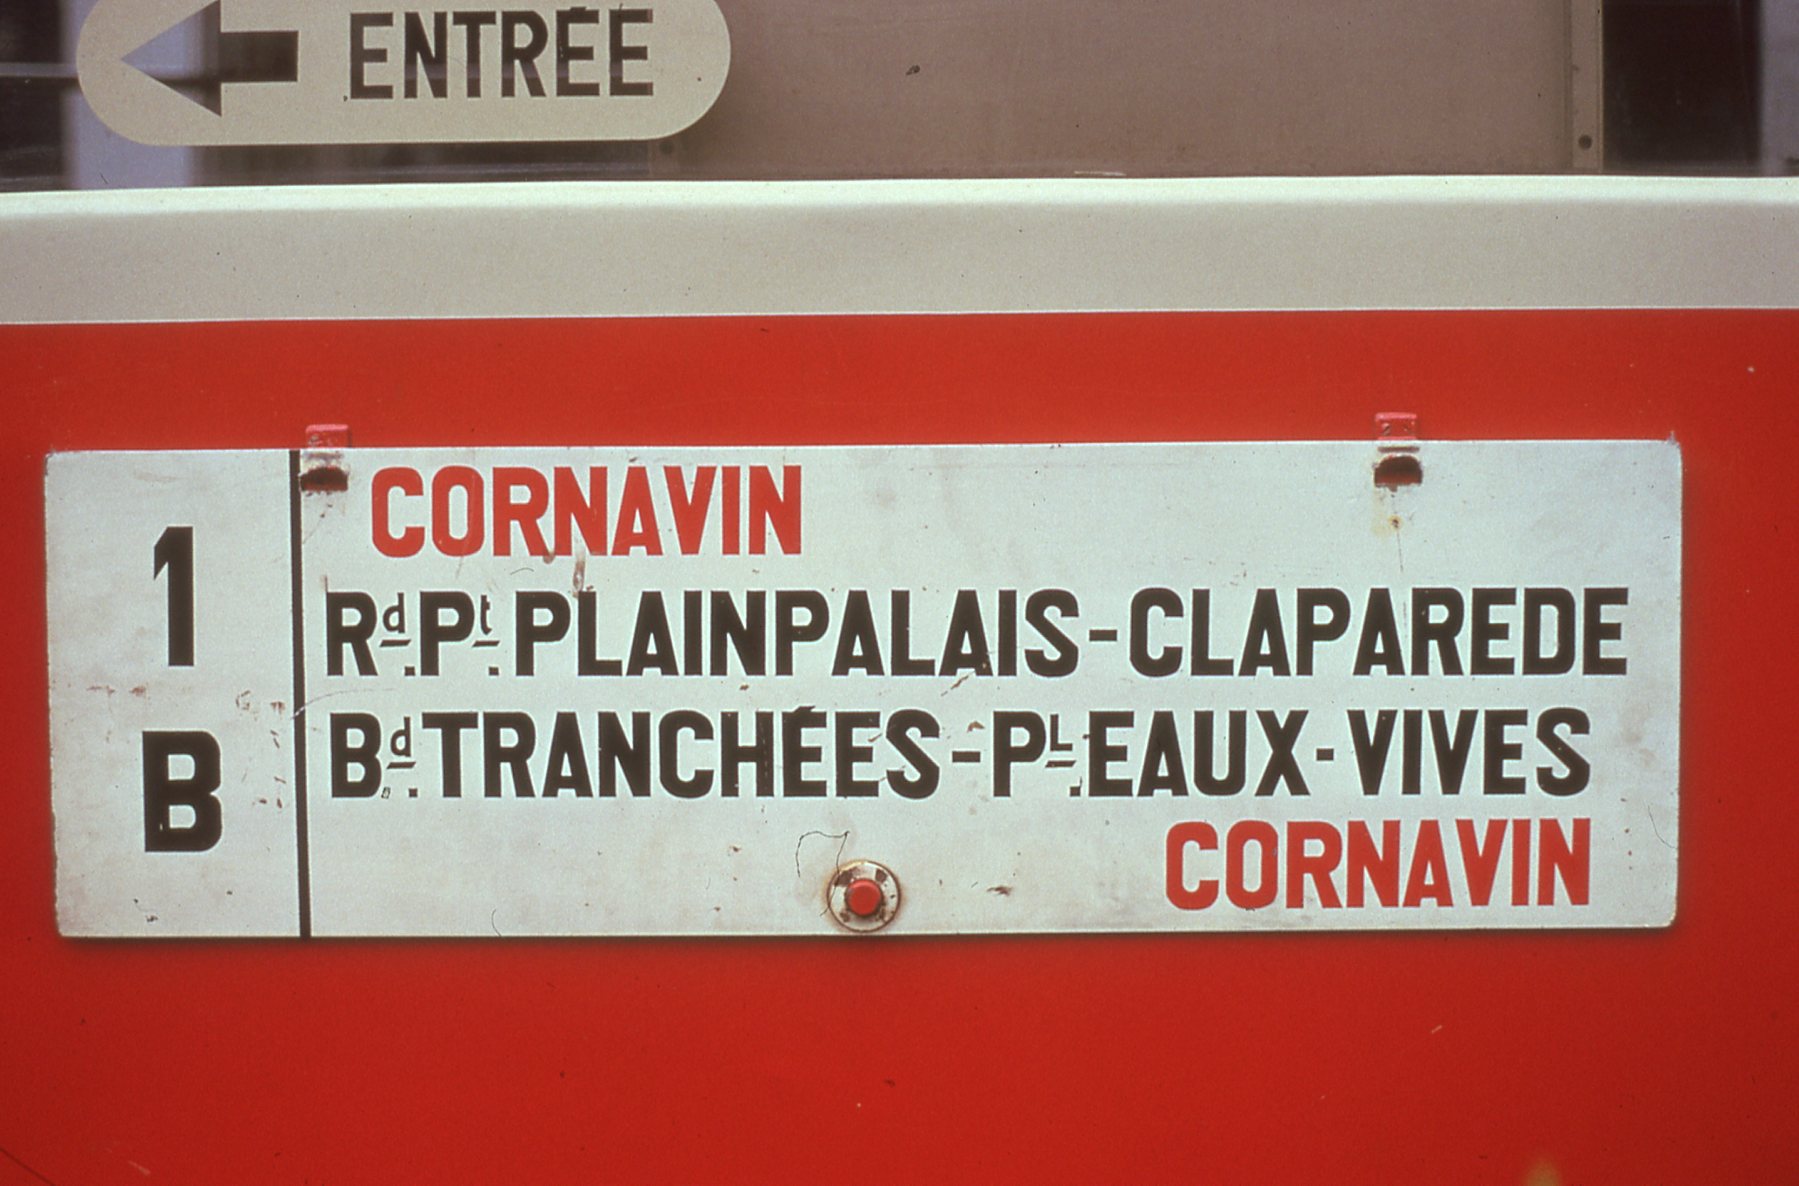 ENTRÉE
1
B
CORNAVIN
Rd.Pt.PLAINPALAIS-CLAPAREDE
Bd.TRANCHÉES-PL.EAUX-VIVES
CORNAVIN